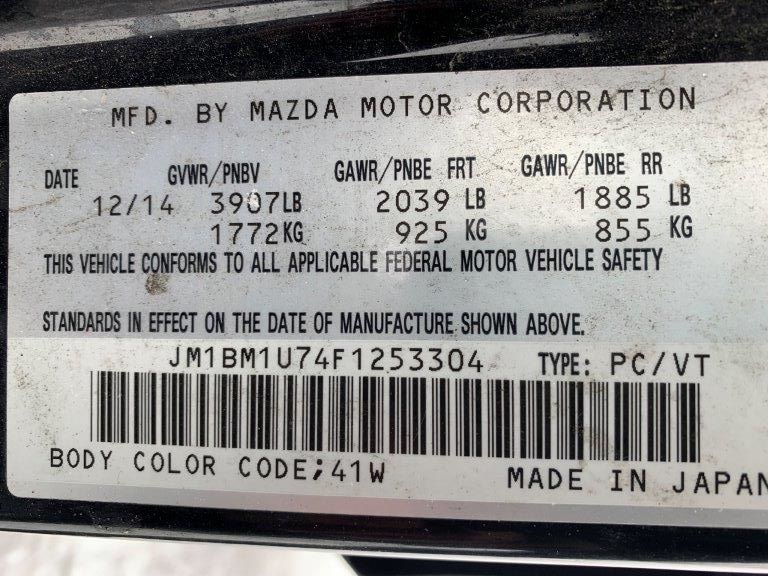 MFD. BY MAZDA MOTOR CORPORATION
DATE GVWR/PNBV GAWR/PNBE FRT GAWR/PNBE RR
12/14 3907LB 2039 LB 1885 LB
1772KG 925 KG 855 KG
THIS VEHICLE CONFORMS TO ALL APPLICABLE FEDERAL MOTOR VEHICLE SAFETY
STANDARDS IN EFFECT ON THE DATE OF MANUFACTURE SHOWN ABOVE.
JM1BM1U74F1253304 TYPE: PC/VT
BODY COLOR CODE;41W MADE IN JAPAN